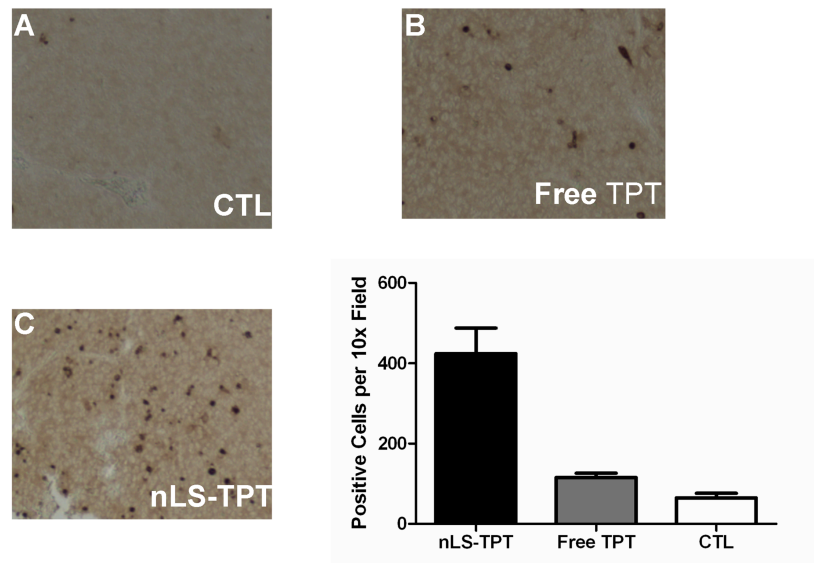 A
CTL
B
Free TPT
C
nLS-TPT
Positive Cells per 10x Field
600
400
200
0
nLS-TPT
Free TPT
CTL